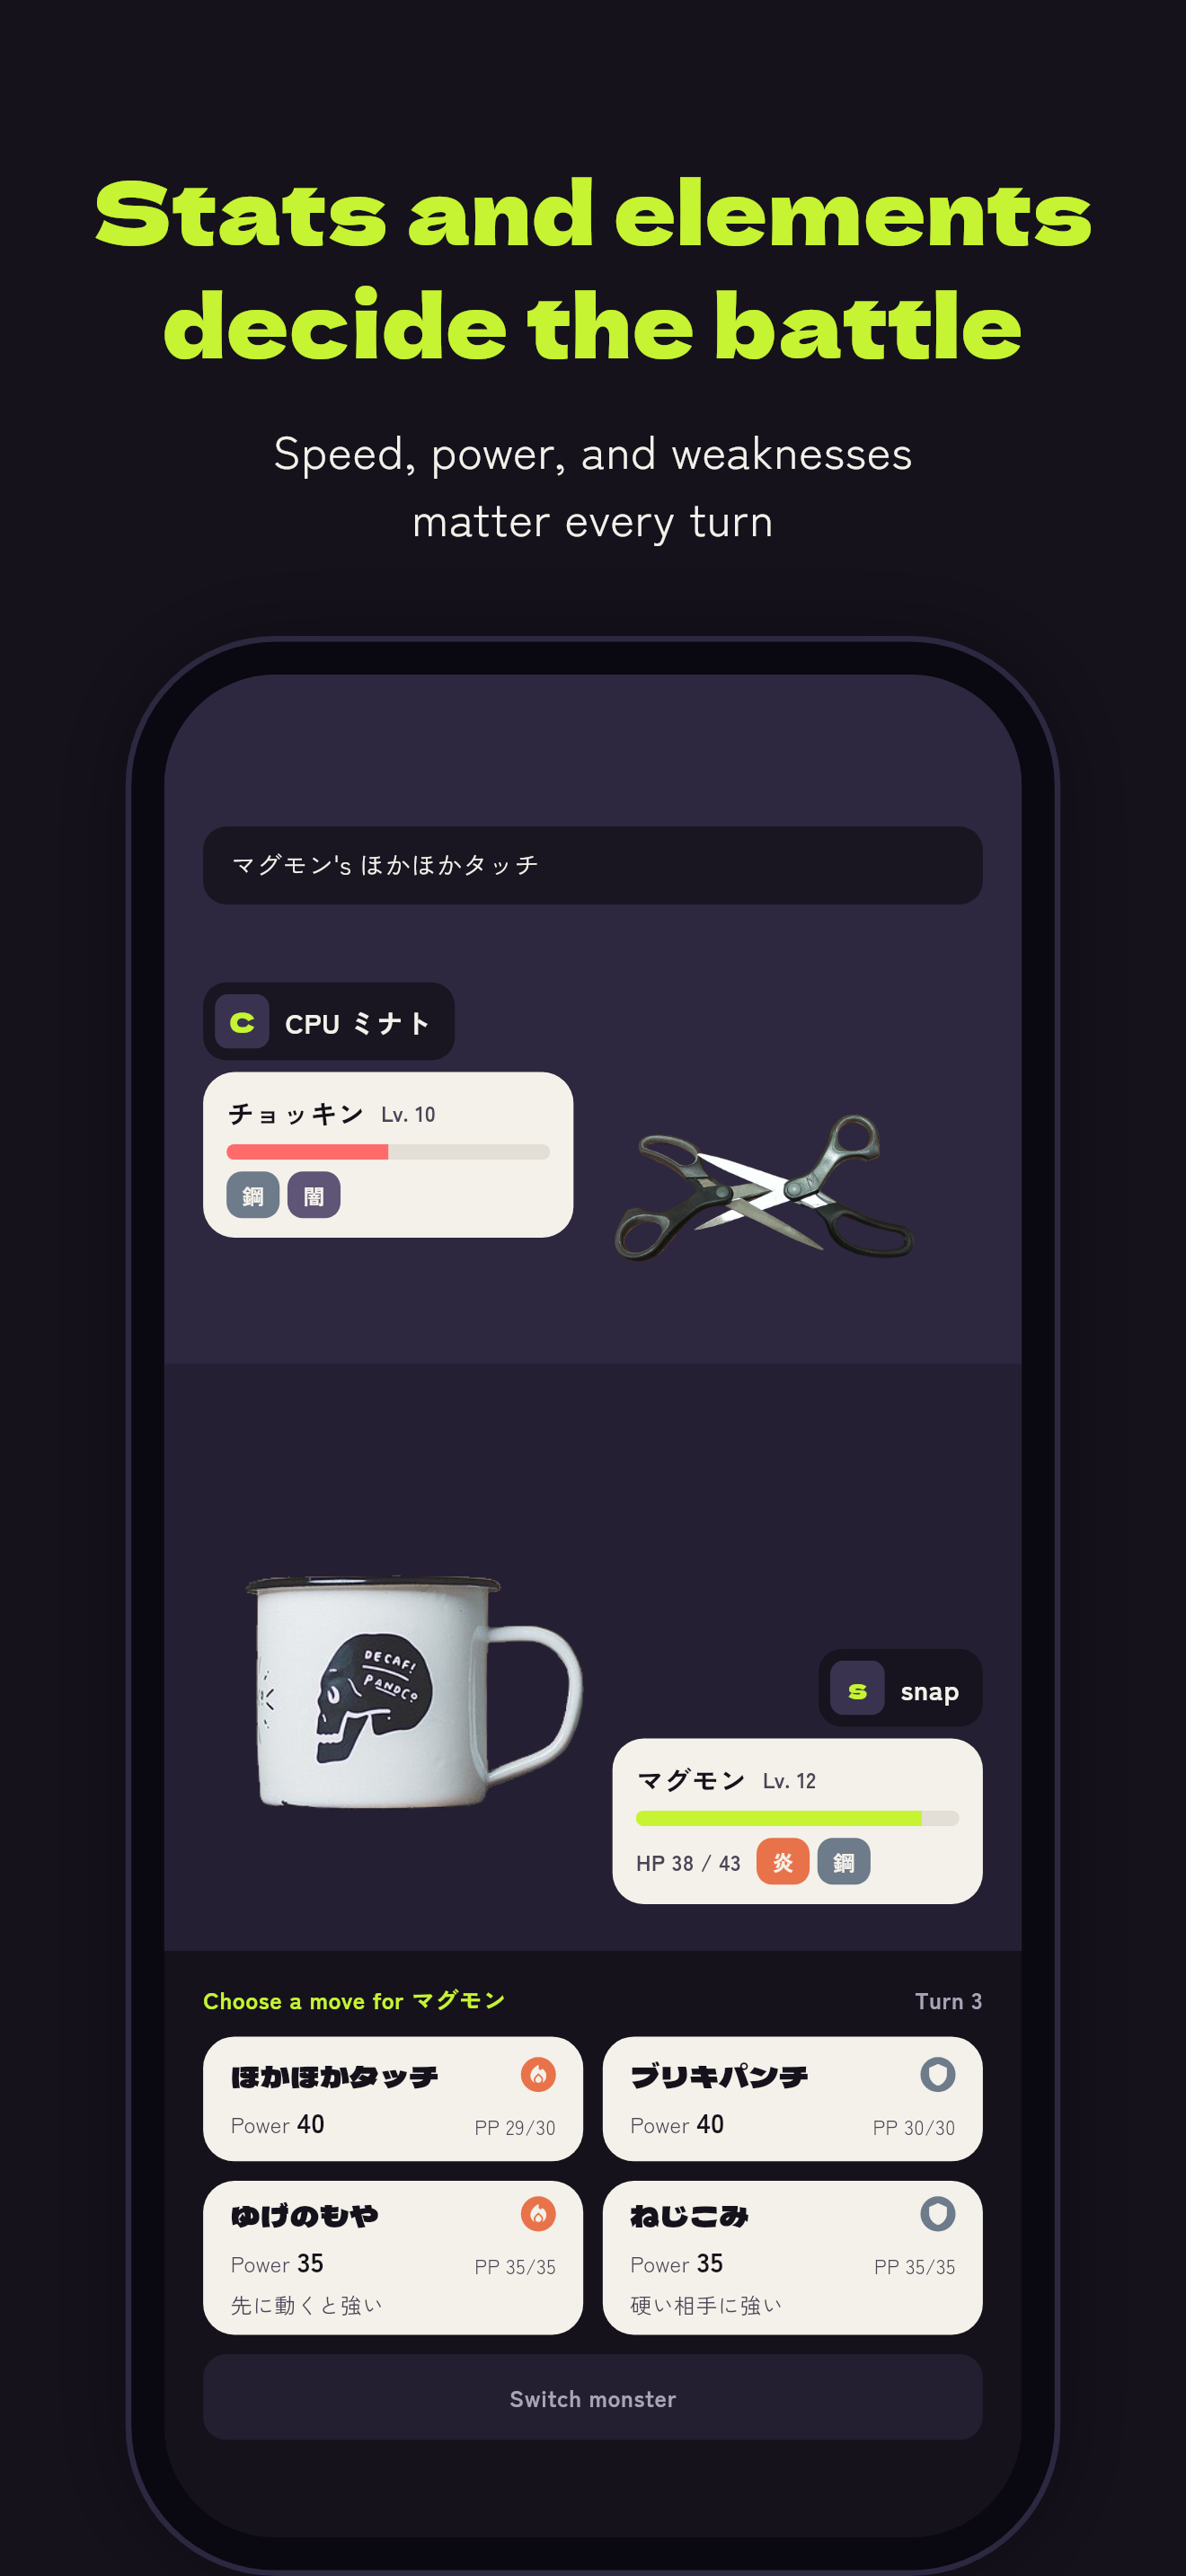 Stats and elements
decide the battle
Speed, power, and weaknesses
matter every turn
マグモン's ほかほかタッチ
C CPU ミナト
チョッキン Lv. 10
鋼 闇
DECAF!
PANDCO
s snap
マグモン Lv. 12
HP 38 / 43 炎 鋼
Choose a move for マグモン Turn 3
ほかほかタッチ
Power 40 PP 29/30
ブリキパンチ
Power 40 PP 30/30
ゆげのもや
Power 35 PP 35/35
先に動くと強い
ねじこみ
Power 35 PP 35/35
硬い相手に強い
Switch monster